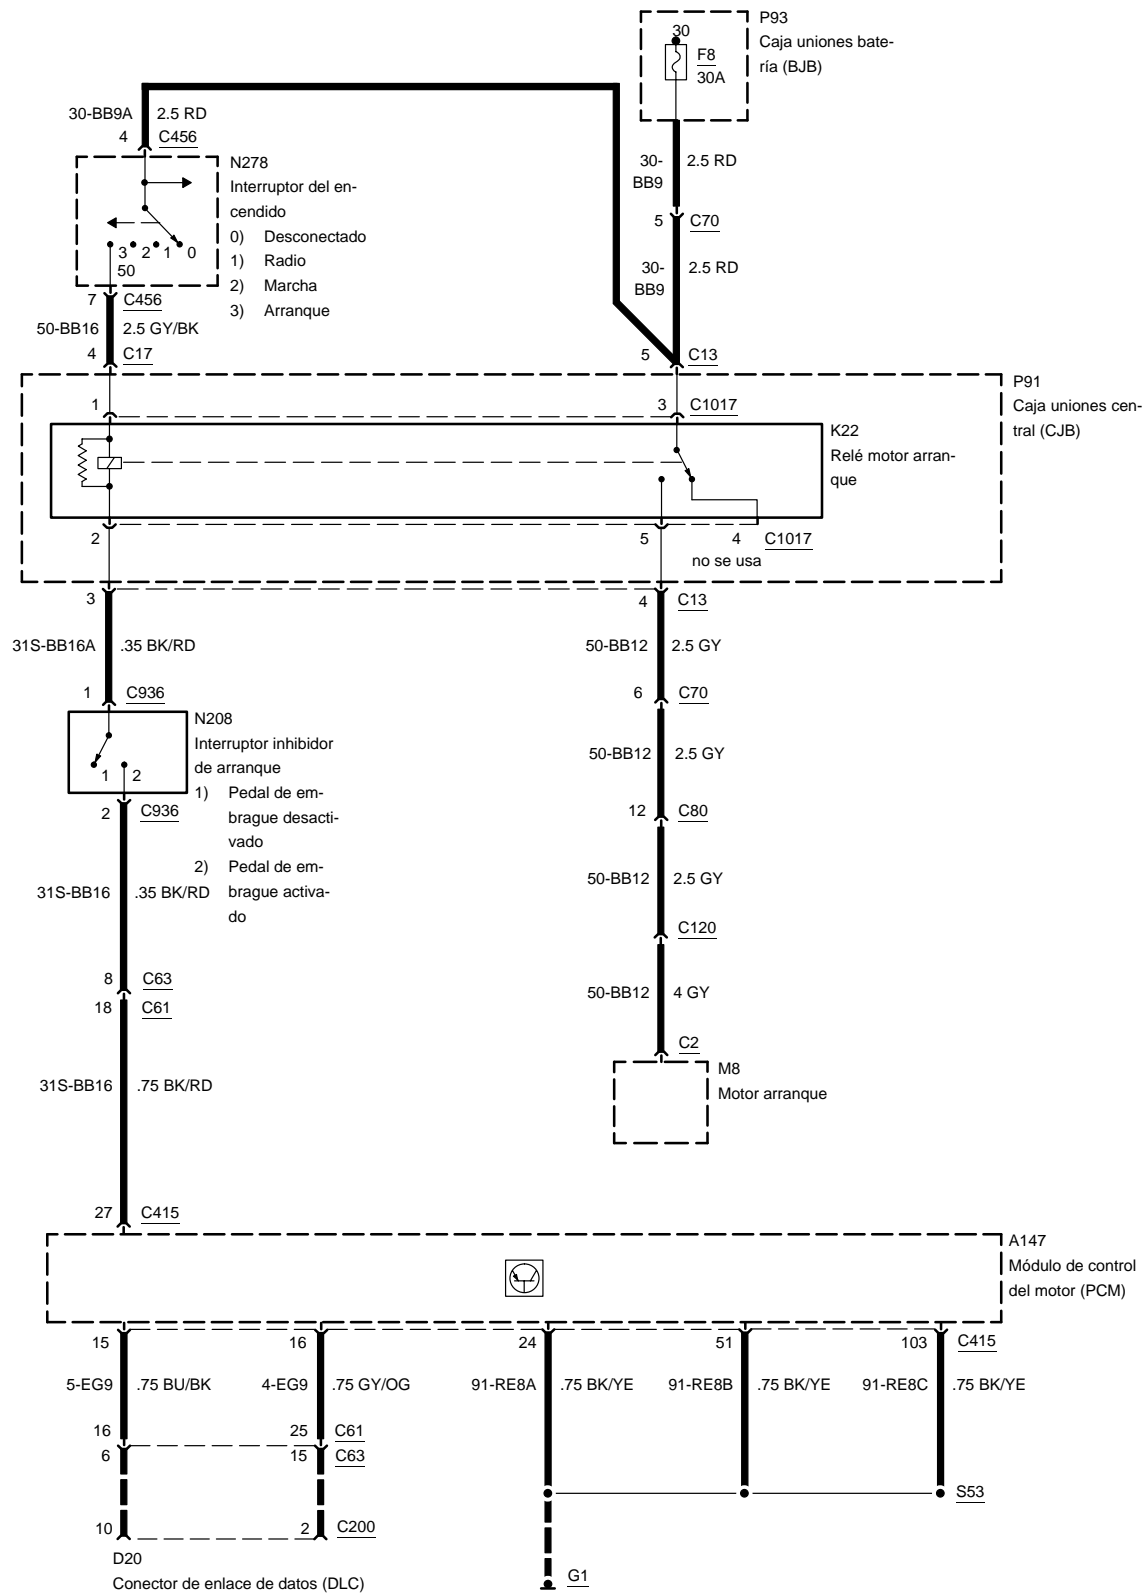 P93
Caja uniones bate-
ría (BJB)
30
F8
30A
30-BB9A
2.5 RD
4
C456
30-
BB9
2.5 RD
5
C70
N278
Interruptor del en-
cendido
0) Desconectado
1) Radio
2) Marcha
3) Arranque
3 2 1 0
50
7
C456
50-BB16
2.5 GY/BK
4
C17
30-
BB9
2.5 RD
5
C13
P91
Caja uniones cen-
tral (CJB)
1
3
C1017
K22
Relé motor arran-
que
2
5
4
C1017
no se usa
3
4
C13
31S-BB16A
.35 BK/RD
50-BB12
2.5 GY
1
C936
6
C70
N208
Interruptor inhibidor
de arranque
1) Pedal de em-
brague desacti-
vado
2) Pedal de em-
brague activa-
do
1 2
2
C936
50-BB12
2.5 GY
12
C80
31S-BB16
.35 BK/RD
50-BB12
2.5 GY
C120
8
C63
18
C61
50-BB12
4 GY
C2
M8
Motor arranque
31S-BB16
.75 BK/RD
27
C415
A147
Módulo de control
del motor (PCM)
15
16
24
51
103
C415
5-EG9
.75 BU/BK
4-EG9
.75 GY/OG
91-RE8A
.75 BK/YE
91-RE8B
.75 BK/YE
91-RE8C
.75 BK/YE
16
25
C61
6
15
C63
S53
10
2
C200
D20
Conector de enlace de datos (DLC)
G1